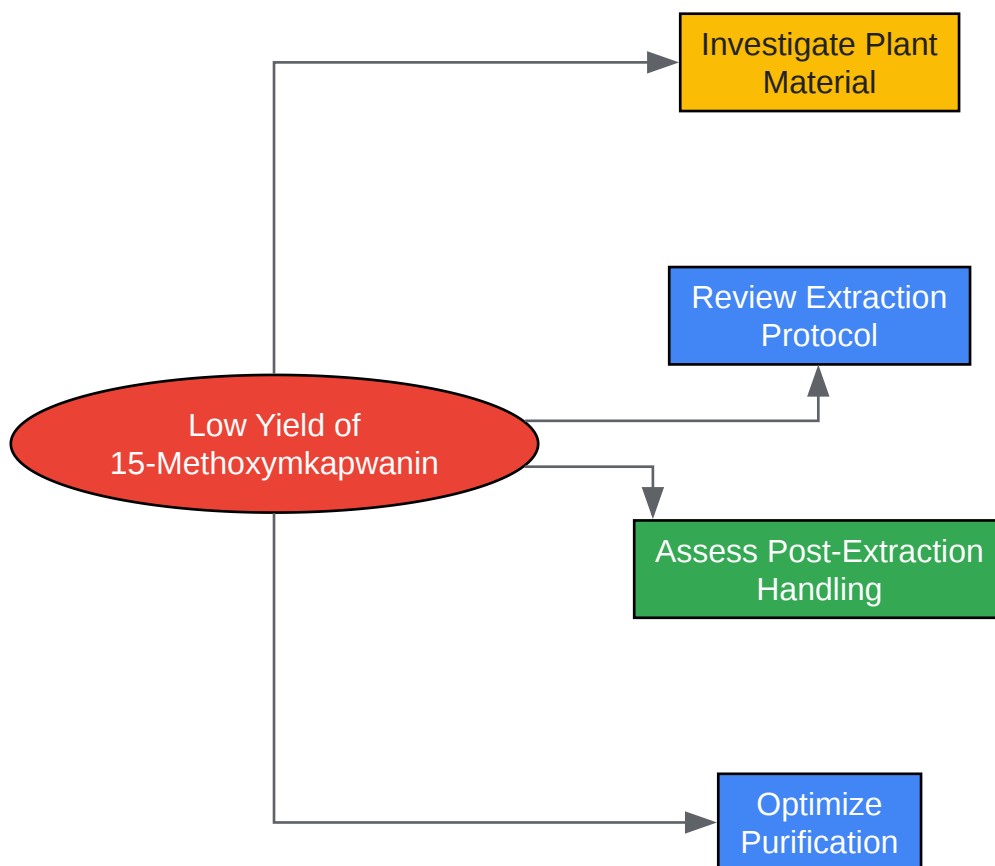 Investigate Plant
Material
Review Extraction
Protocol
Low Yield of
15-Methoxymkapwanin
Assess Post-Extraction
Handling
Optimize
Purification